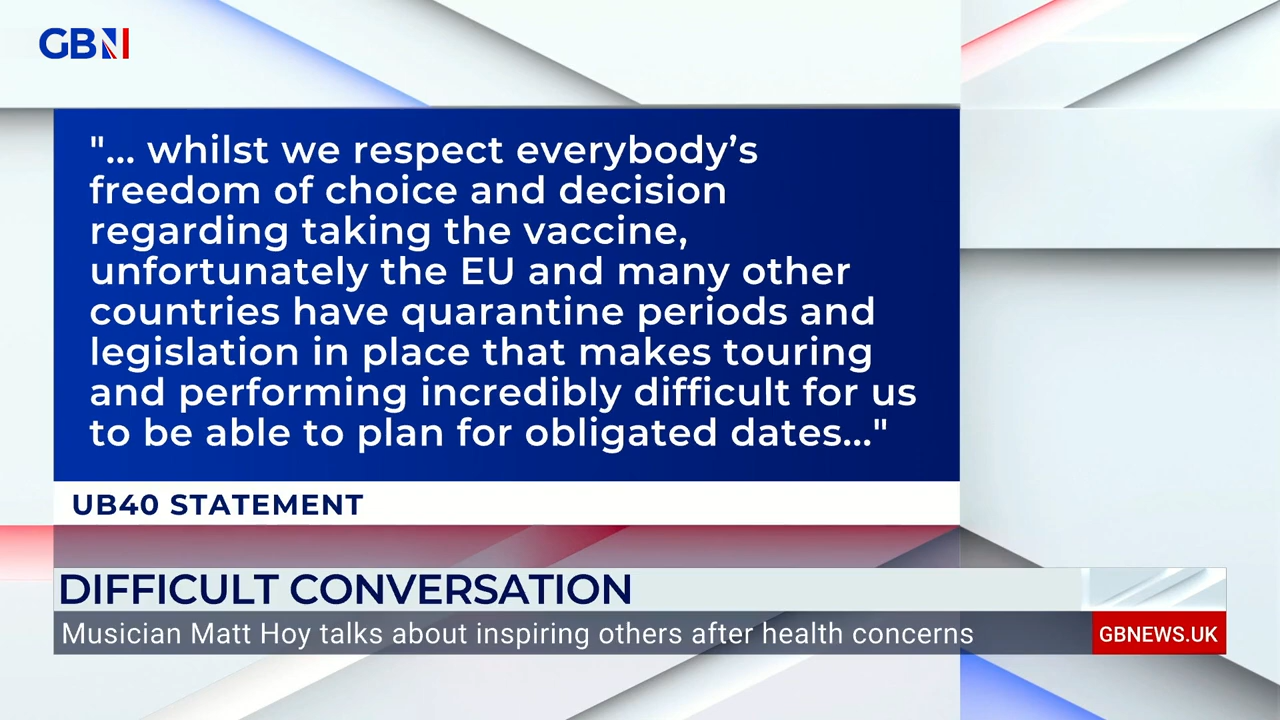 GBN
"... whilst we respect everybody’s
freedom of choice and decision
regarding taking the vaccine,
unfortunately the EU and many other
countries have quarantine periods and
legislation in place that makes touring
and performing incredibly difficult for us
to be able to plan for obligated dates..."
UB40 STATEMENT
DIFFICULT CONVERSATION
Musician Matt Hoy talks about inspiring others after health concerns
GBNEWS.UK